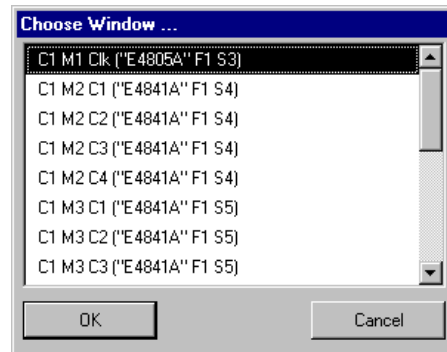 Choose Window ...
C1 M1 Clk ("E4805A" F1 S3)
C1 M2 C1 ("E4841A" F1 S4)
C1 M2 C2 ("E4841A" F1 S4)
C1 M2 C3 ("E4841A" F1 S4)
C1 M2 C4 ("E4841A" F1 S4)
C1 M3 C1 ("E4841A" F1 S5)
C1 M3 C2 ("E4841A" F1 S5)
C1 M3 C3 ("E4841A" F1 S5)
OK Cancel